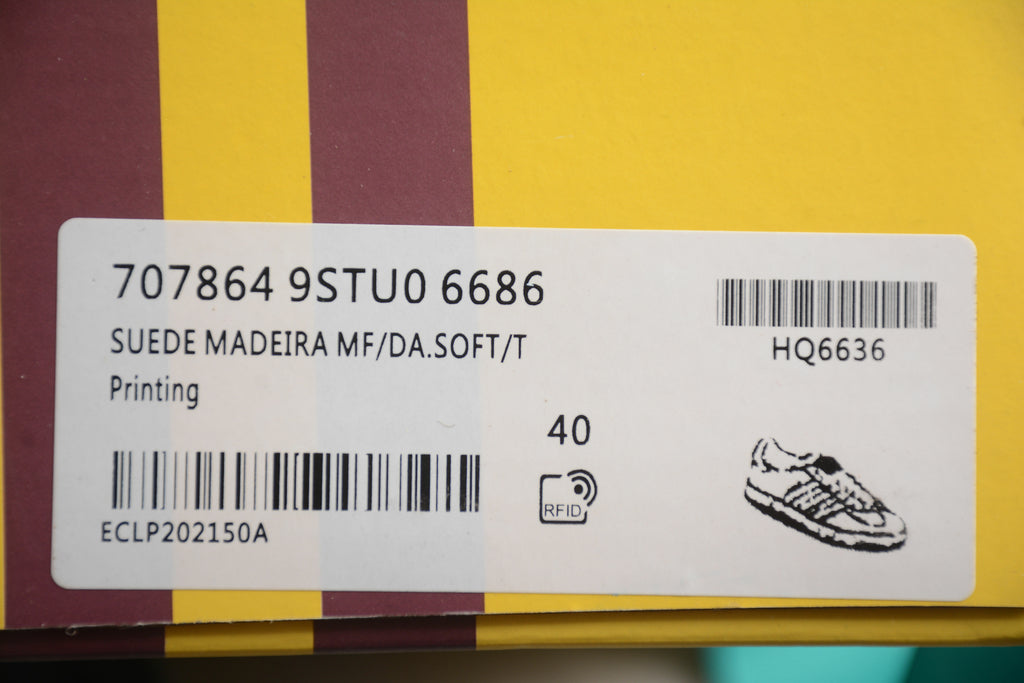 707864 9STU0 6686
SUEDE MADEIRA MF/DA.SOFT/T
Printing
ECLP202150A
40
RFID
HQ6636